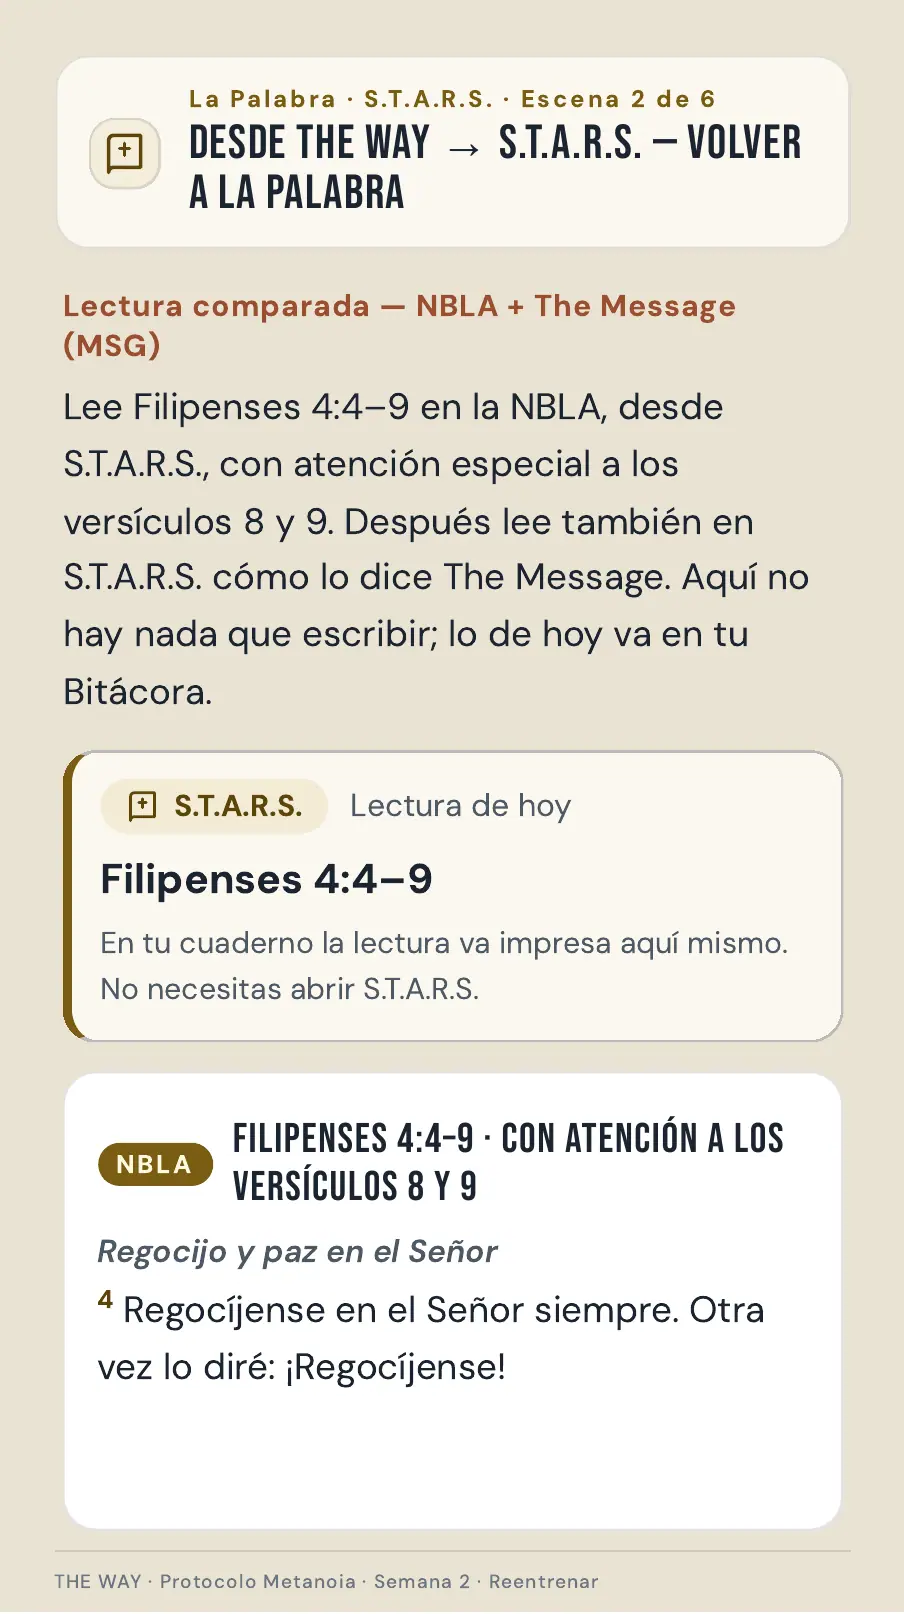 La Palabra · S.T.A.R.S. · Escena 2 de 6
DESDE THE WAY → S.T.A.R.S. — VOLVER
A LA PALABRA
Lectura comparada — NBLA + The Message
(MSG)
Lee Filipenses 4:4–9 en la NBLA, desde
S.T.A.R.S., con atención especial a los
versículos 8 y 9. Después lee también en
S.T.A.R.S. cómo lo dice The Message. Aquí no
hay nada que escribir; lo de hoy va en tu
Bitácora.
S.T.A.R.S. Lectura de hoy
Filipenses 4:4–9
En tu cuaderno la lectura va impresa aquí mismo.
No necesitas abrir S.T.A.R.S.
NBLA FILIPENSES 4:4–9 · CON ATENCIÓN A LOS
VERSÍCULOS 8 Y 9
Regocijo y paz en el Señor
4 Regocíjense en el Señor siempre. Otra
vez lo diré: ¡Regocíjense!
THE WAY · Protocolo Metanoia · Semana 2 · Reentrenar